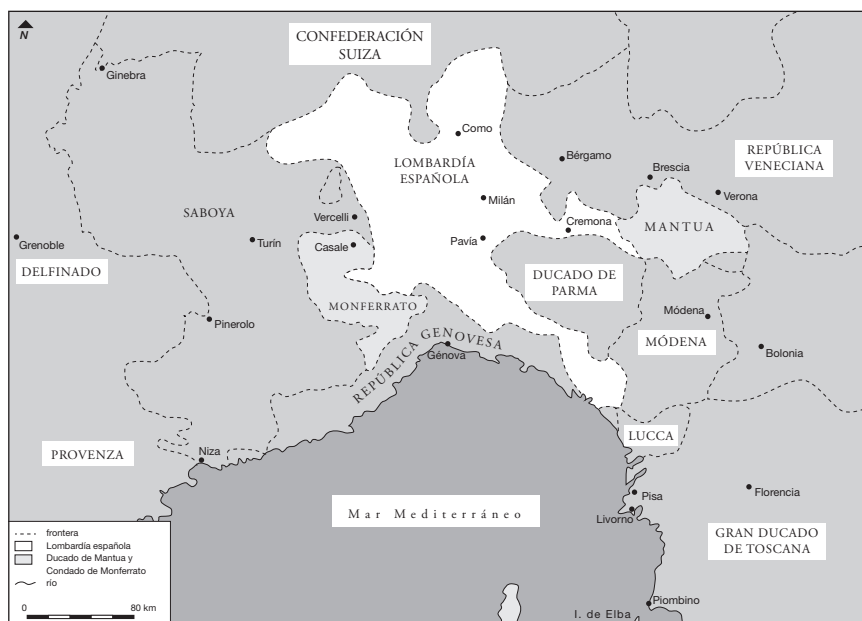 N
CONFEDERACIÓN
SUIZA
Ginebra
Como
LOMBARDÍA
ESPAÑOLA
Bérgamo
Brescia
REPÚBLICA
VENECIANA
Verona
SABOYA
Milán
Vercelli
Cremona
MANTUA
Grenoble
Turín
Casale
Pavía
DELFINADO
DUCADO DE
PARMA
MONFERRATO
Pinerolo
Módena
MÓDENA
REPÚBLICA GENOVESA
Génova
Bolonia
PROVENZA
Niza
LUCCA
Mar Mediterráneo
Pisa
Florencia
Livorno
GRAN DUCADO
DE TOSCANA
frontera
Lombardía española
Ducado de Mantua y
Condado de Monferrato
río
0 80 km
Piombino
I. de Elba